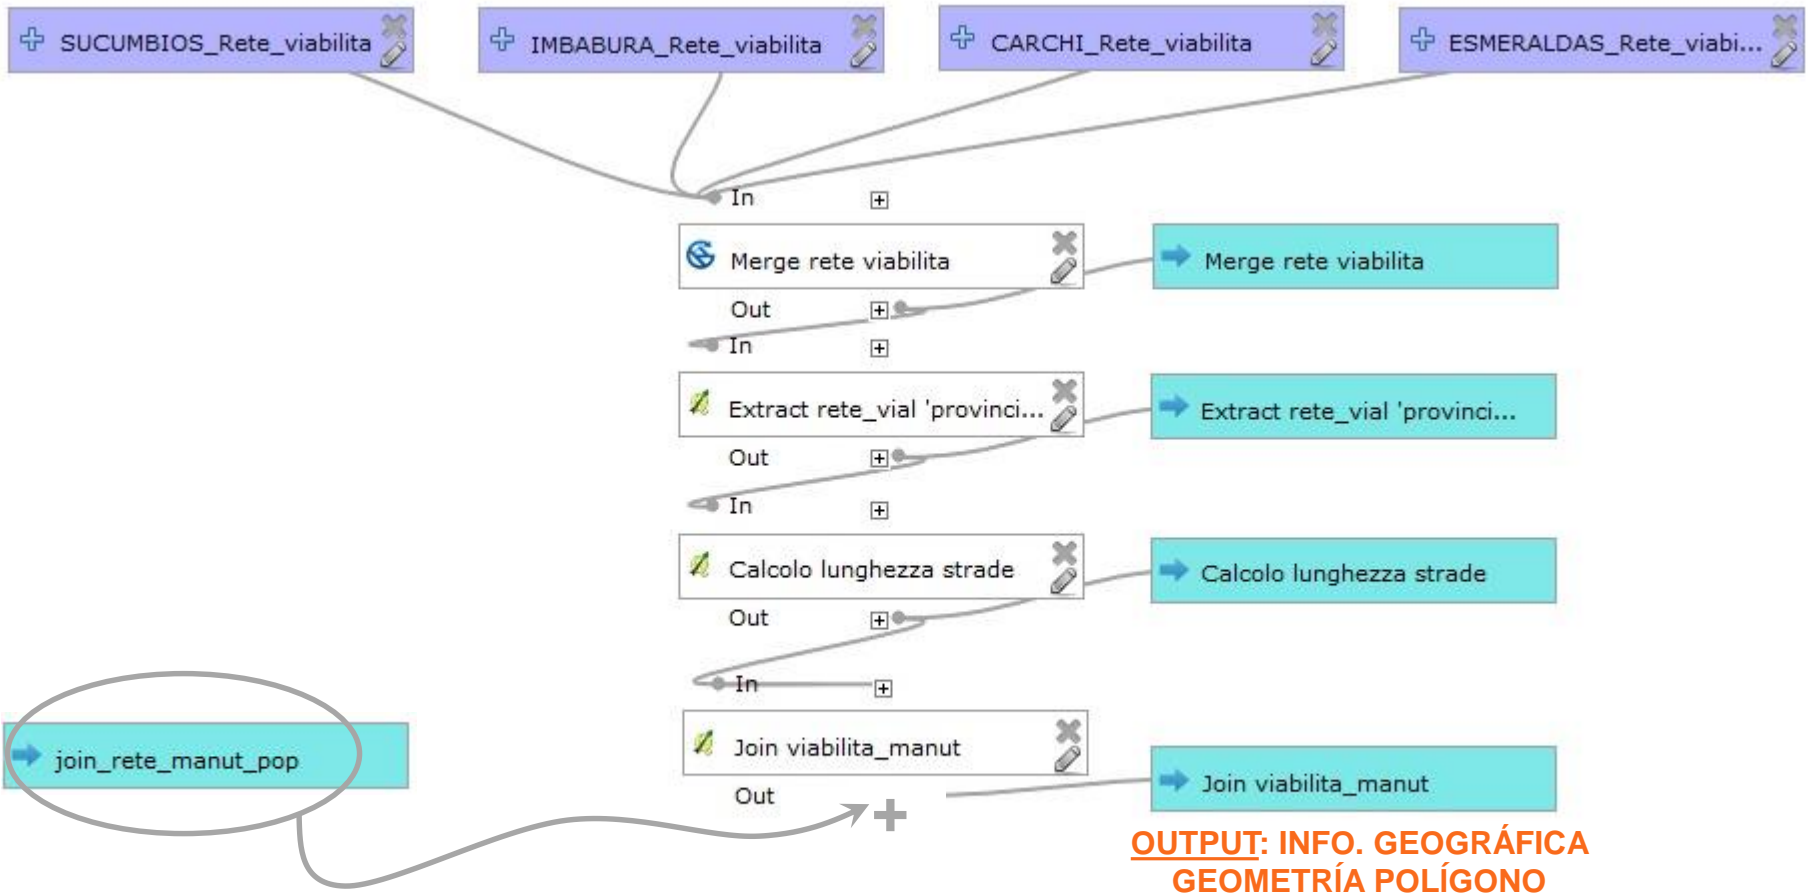 SUCUMBIOS_Rete_viabilita
IMBABURA_Rete_viabilita
CARCHI_Rete_viabilita
ESMERALDAS_Rete_viabi...
In
Merge rete viabilita
Merge rete viabilita
Out
In
Extract rete_vial 'provinci...
Extract rete_vial 'provinci...
Out
In
Calcolo lunghezza strade
Calcolo lunghezza strade
Out
In
join_rete_manut_pop
Join viabilita_manut
Join viabilita_manut
Out
OUTPUT: INFO. GEOGRÁFICA
GEOMETRÍA POLÍGONO